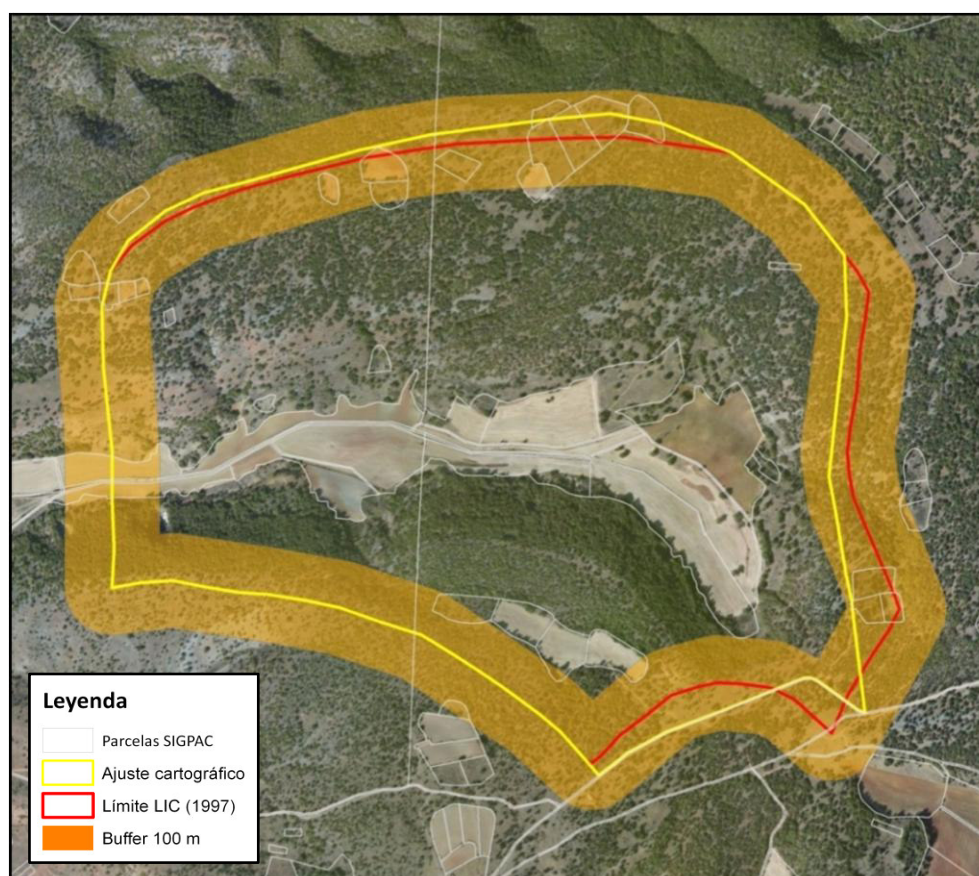 Leyenda
Parcelas SIGPAC
Ajuste cartográfico
Límite LIC (1997)
Buffer 100 m